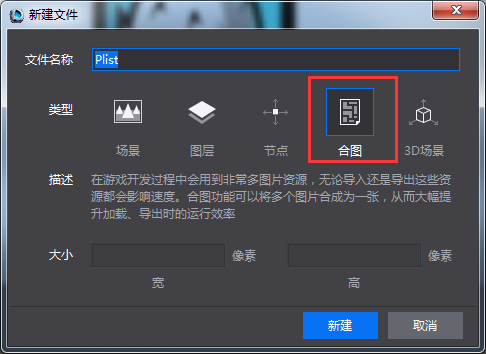 新建文件
文件名称
Plist
类型
场景 图层 节点 合图 3D场景
描述 在游戏开发过程中会用到非常多图片资源，无论导入还是导出这些资
源都会影响速度。合图功能可以将多个图片合成为一张，从而大幅提
升加载、导出时的运行效率
大小 像素 像素
宽 高
新建 取消